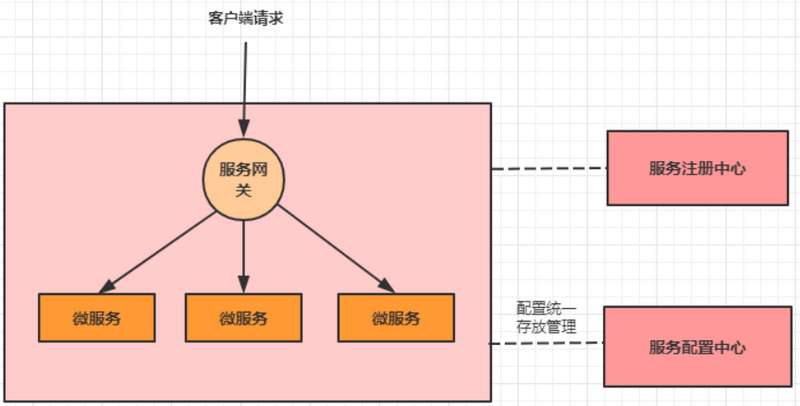 客户端请求
服务网
关
服务注册中心
微服务
微服务
微服务
配置统一
存放管理
服务配置中心